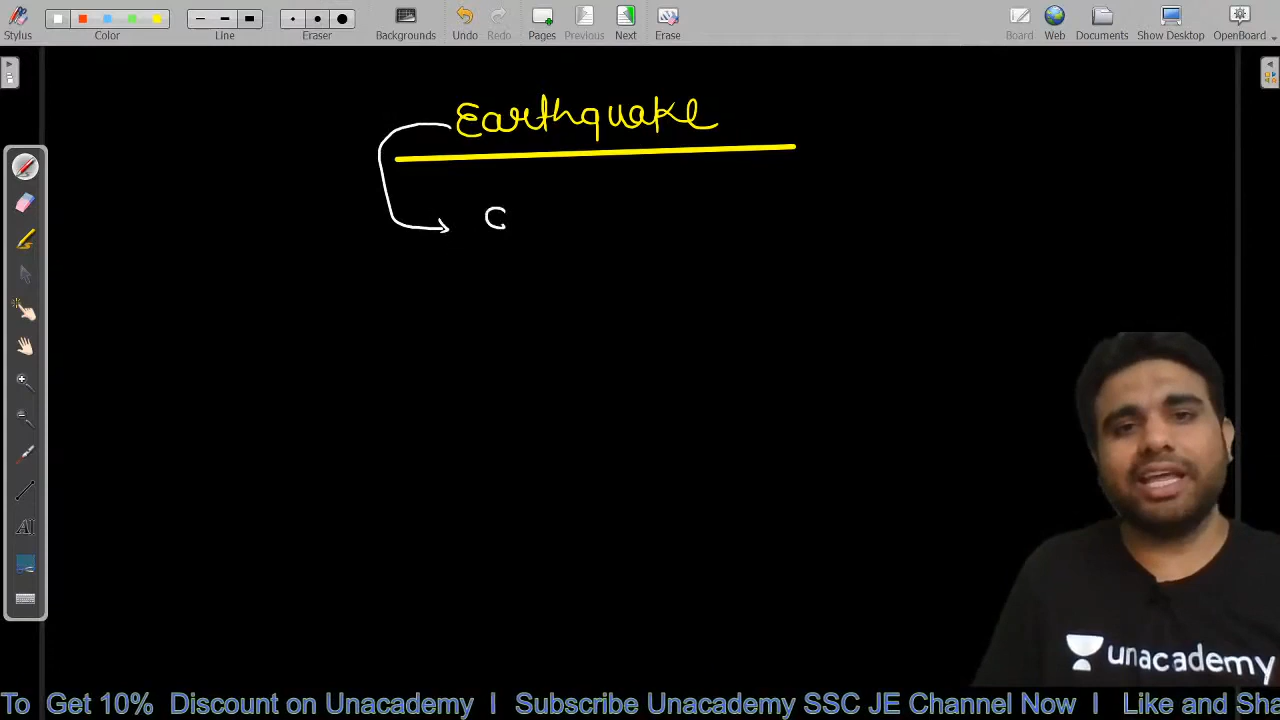 Stylus
Color
Line
Eraser
Backgrounds
Undo
Redo
Pages
Previous
Next
Erase
Board
Web
Documents
Show Desktop
OpenBoard
Earthquake
unacademy
To Get 10% Discount on Unacademy I Subscribe Unacademy SSC JE Channel Now I Like and Sha